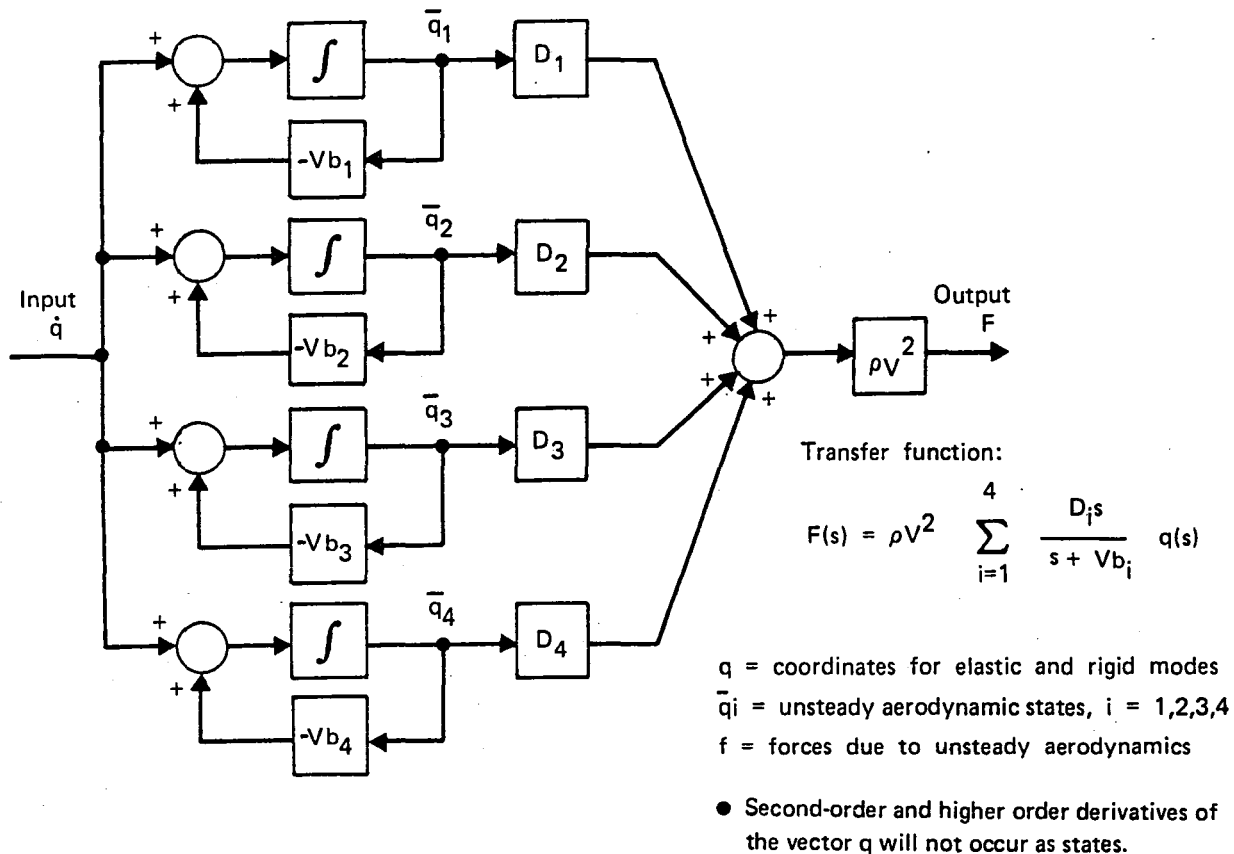 q̅1
+
∫
D1
+
-Vb1
q̅2
+
∫
D2
+
-Vb2
Input
q̇
+
+
+
+
ρV²
Output
F
q̅3
+
∫
D3
+
-Vb3
Transfer function:
F(s) = ρV² 4 Σ i=1 Dis / s + Vbi q(s)
q̅4
+
∫
D4
+
-Vb4
q = coordinates for elastic and rigid modes
q̅i = unsteady aerodynamic states, i = 1,2,3,4
f = forces due to unsteady aerodynamics
● Second-order and higher order derivatives of
the vector q will not occur as states.